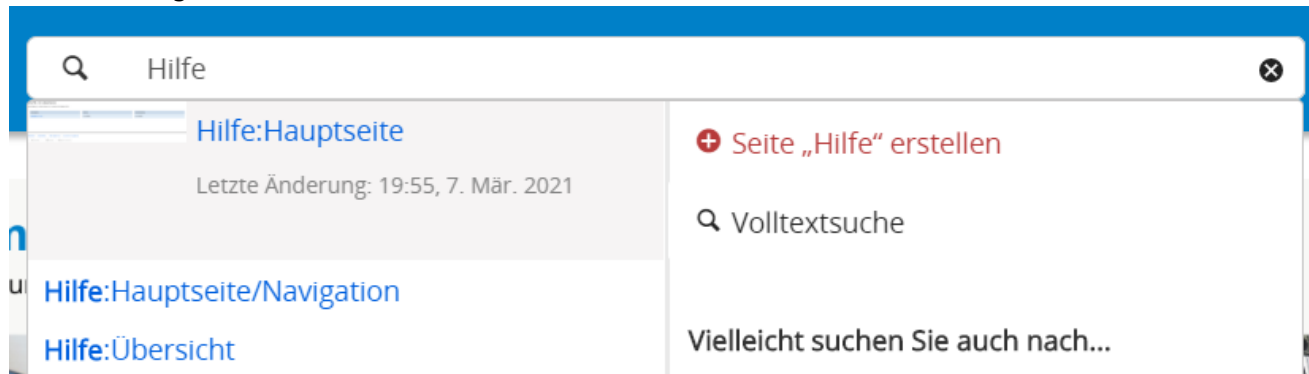 Hilfe
Hilfe:Hauptseite
Letzte Änderung: 19:55, 7. Mär. 2021
Hilfe:Hauptseite/Navigation
Hilfe:Übersicht
Seite „Hilfe“ erstellen
Volltextsuche
Vielleicht suchen Sie auch nach...